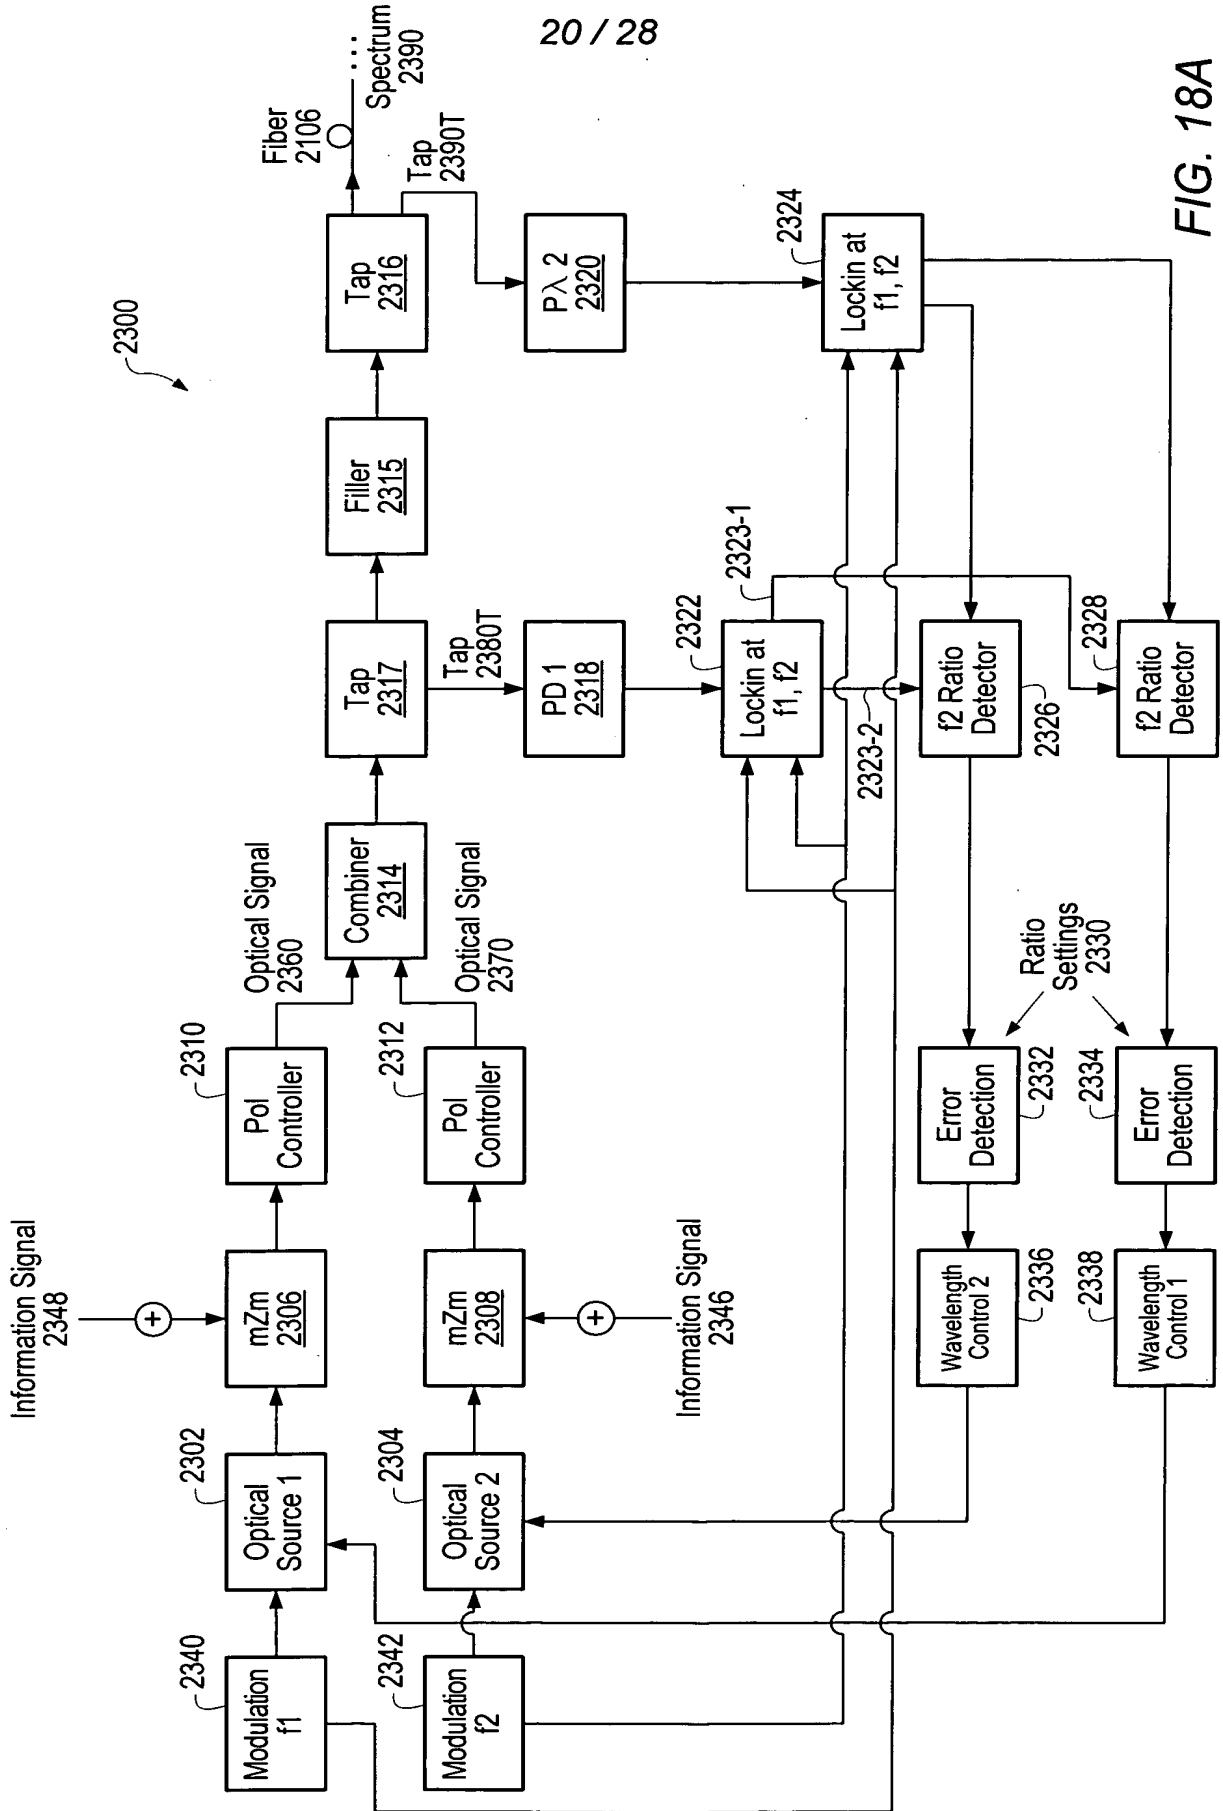 20 / 28
2300
Information Signal
2348
2340
Modulation
f1
2302
Optical
Source 1
mZm
2306
2310
Pol
Controller
Optical Signal
2360
Combiner
2314
Tap
2317
Filler
2315
Tap
2316
Fiber
2106
Spectrum
2390
...
Tap
2390T
2342
Modulation
f2
2304
Optical
Source 2
mZm
2308
2312
Pol
Controller
Optical Signal
2370
Tap
2380T
PD 1
2318
Pλ 2
2320
Information Signal
2346
2322
Lockin at
f1, f2
2323-1
2323-2
2324
Lockin at
f1, f2
Wavelength
Control 2
2336
Error
Detection
2332
Ratio
Settings
2330
f2 Ratio
Detector
2326
Wavelength
Control 1
2338
Error
Detection
2334
f2 Ratio
Detector
2328
FIG. 18A